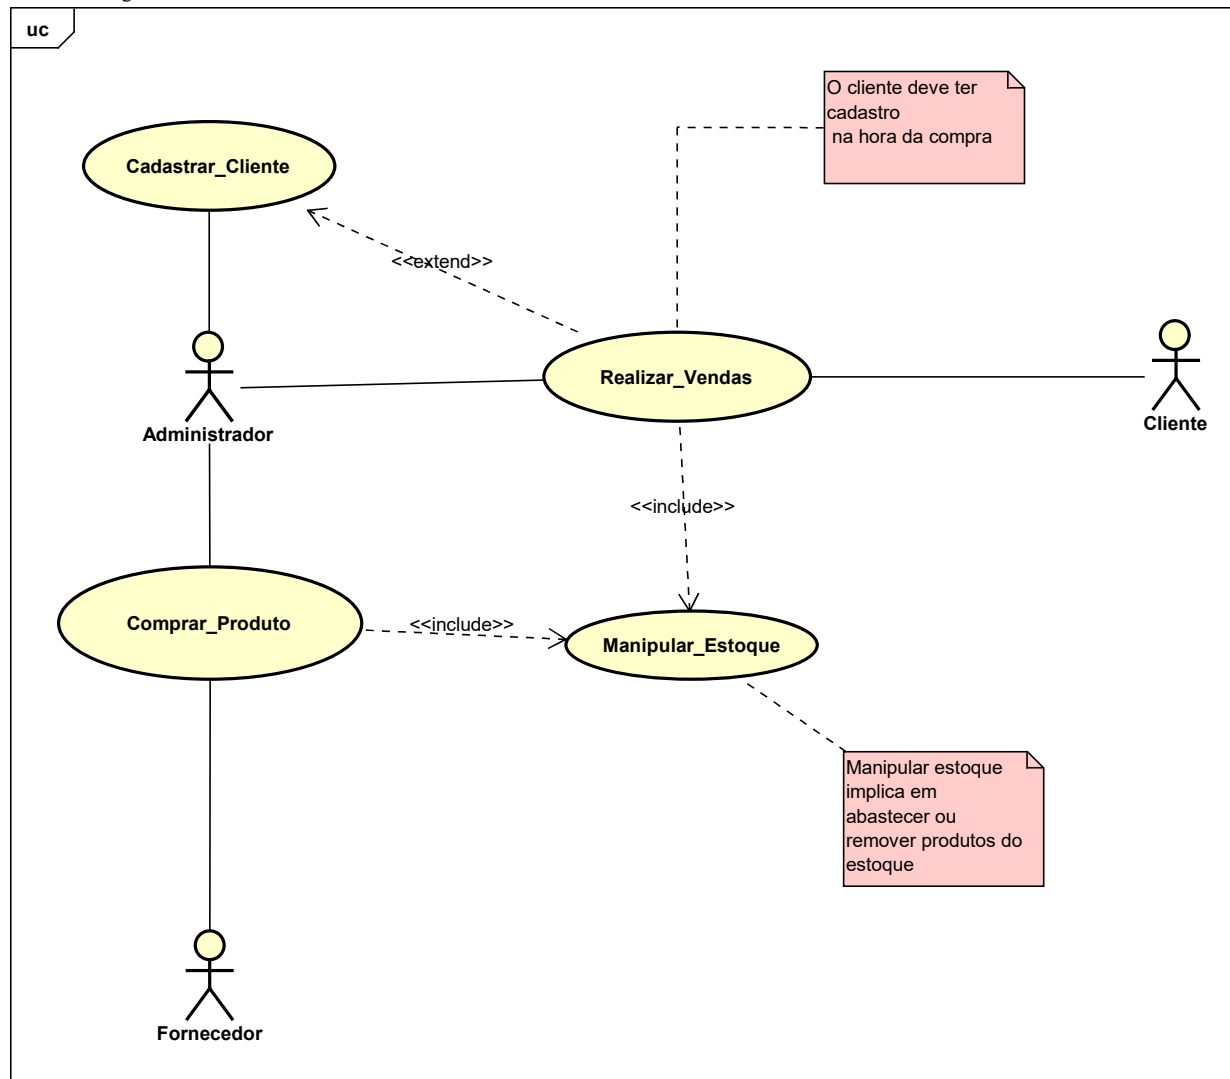 uc
O cliente deve ter
cadastro
na hora da compra
Cadastrar_Cliente
<<extend>>
Realizar_Vendas
Cliente
Administrador
<<include>>
Comprar_Produto
<<include>>
Manipular_Estoque
Manipular estoque
implica em
abastecer ou
remover produtos do
estoque
Fornecedor